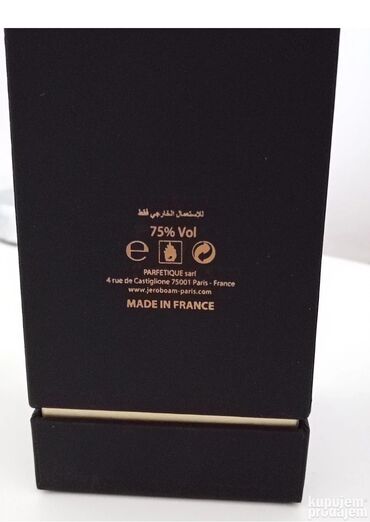 للاستعمال الخارجي فقط
75% Vol
e
PARFETIQUE sarl
4 rue de Castiglione 75001 Paris - France
www.jeroboam-paris.com
MADE IN FRANCE
kupujem
prodajem